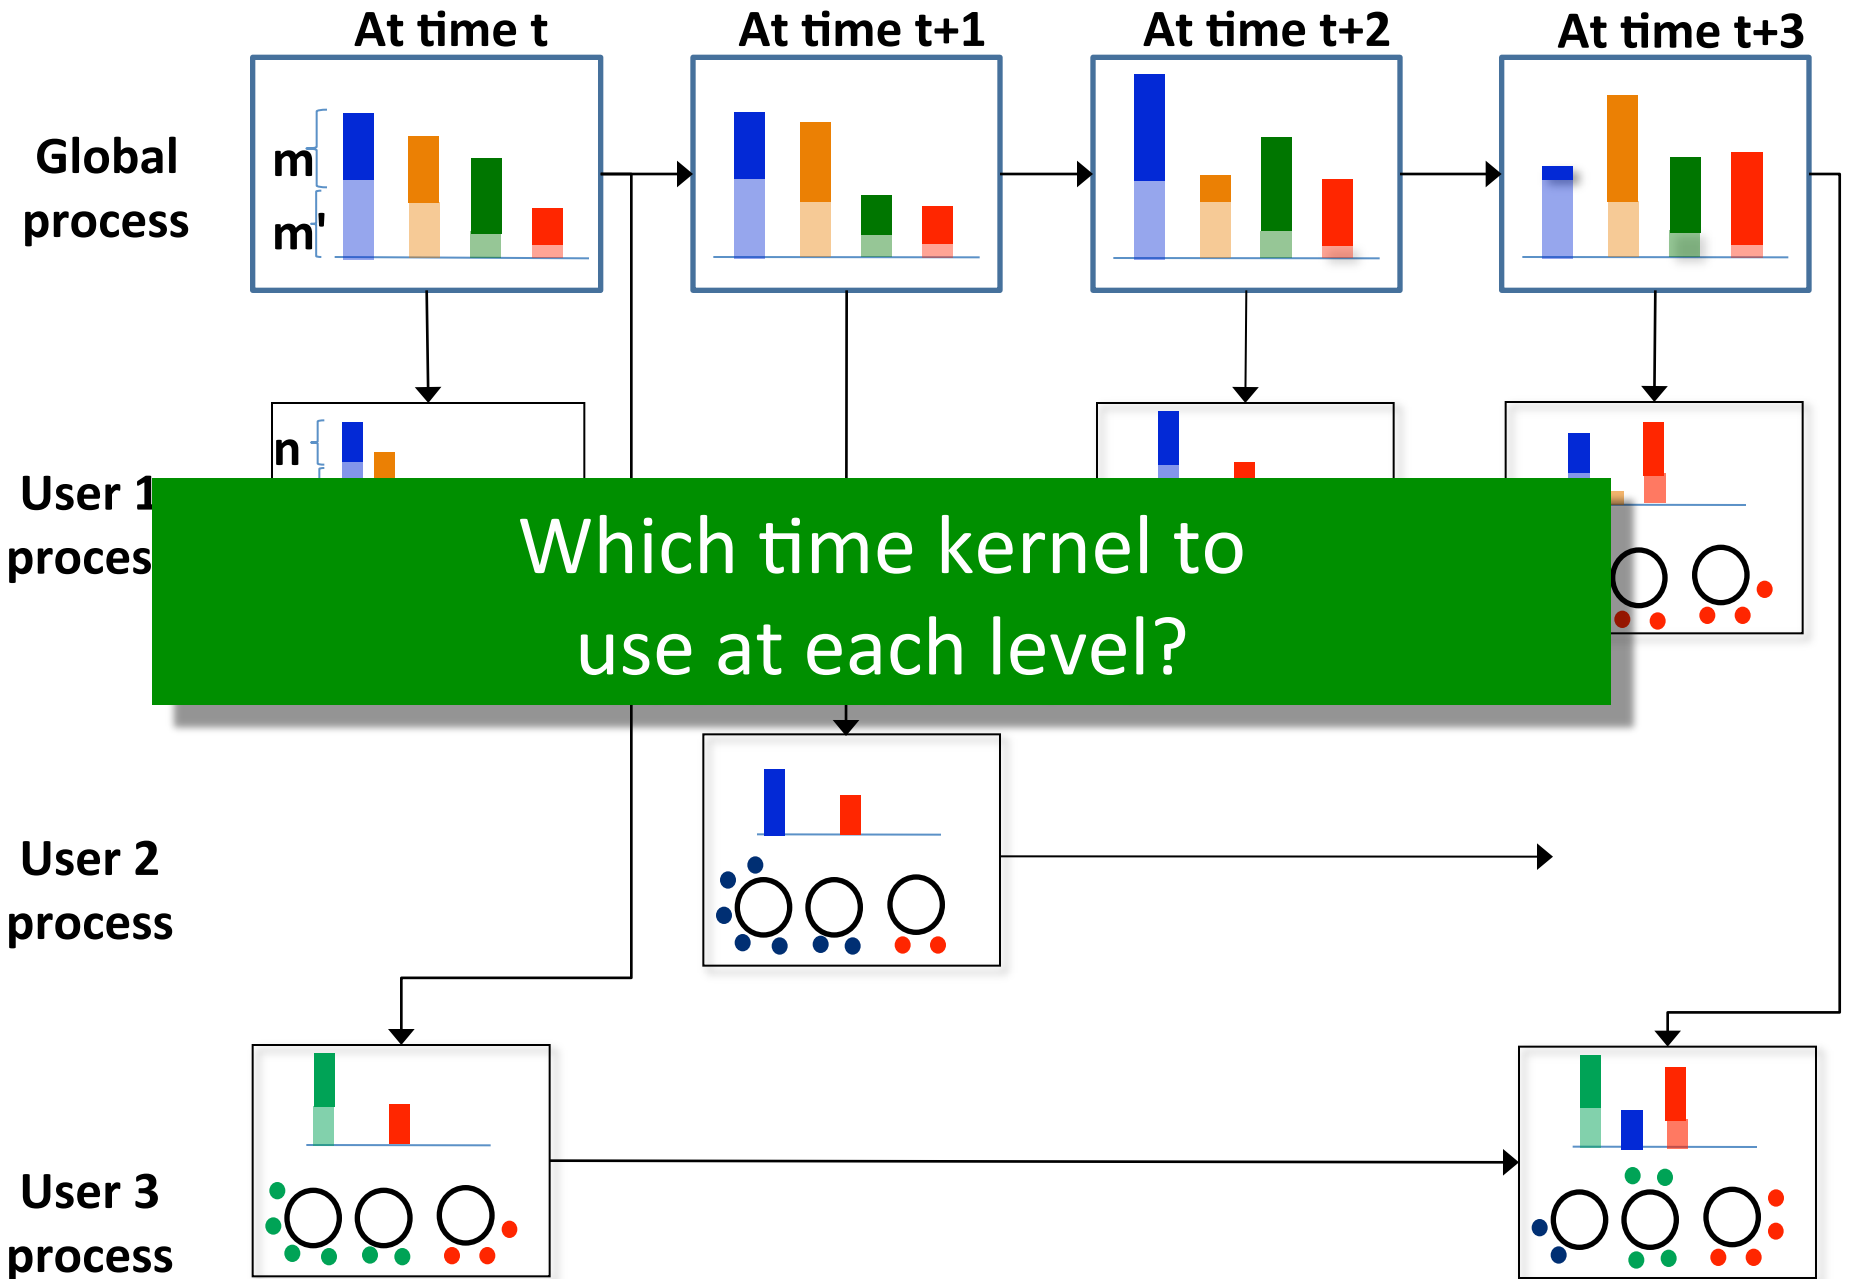 At time t
At time t+1
At time t+2
At time t+3
Global
process
m
m'
n
User 1
proces
Which time kernel to
use at each level?
User 2
process
User 3
process